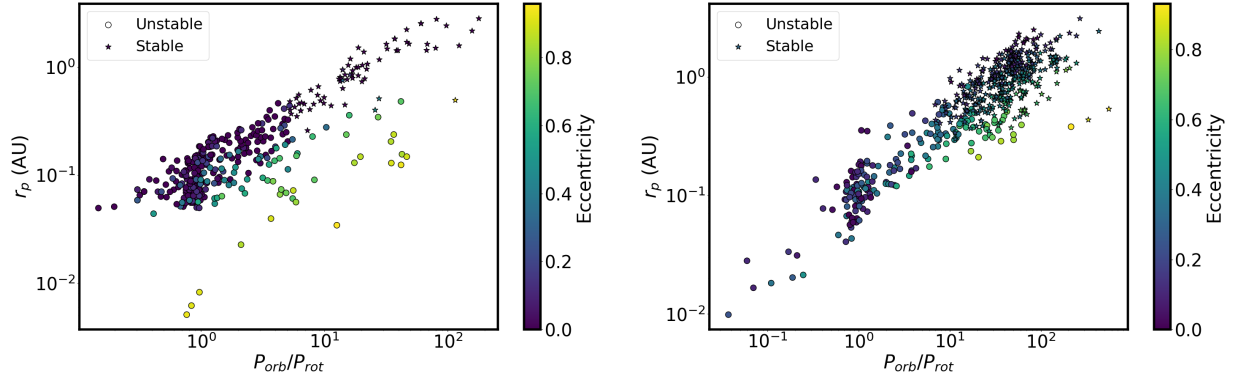 Unstable
Stable
10^0
10^-1
10^-2
r_p (AU)
10^0
10^1
10^2
P_orb/P_rot
0.8
0.6
0.4
0.2
0.0
Eccentricity
Unstable
Stable
10^0
10^-1
10^-2
r_p (AU)
10^-1
10^0
10^1
10^2
P_orb/P_rot
0.8
0.6
0.4
0.2
0.0
Eccentricity